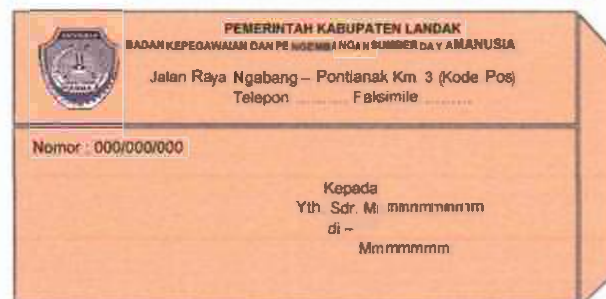 PEMERINTAH KABUPATEN LANDAK
BADAN KEPEGAWAIAN DAN PENGEMBANGAN SUMBER DAYA MANUSIA
Jalan Raya Ngabang – Pontianak Km. 3 (Kode Pos)
Telepon ............ Faksimile ............
Nomor : 000/000/000
Kepada
Yth. Sdr. Mmmmmmmmm
di –
Mmmmmmm